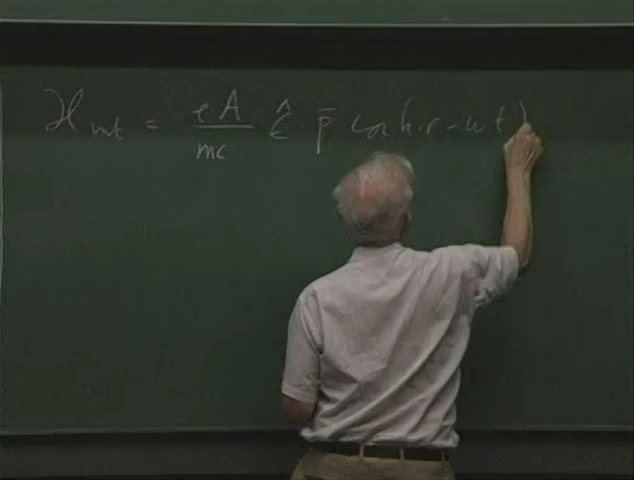 ℋ_int = eA/mc ε̂ · p̄ cos(k·r - ωt)